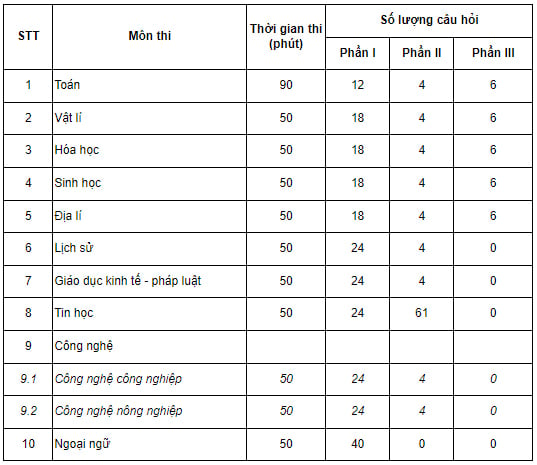 STT Môn thi Thời gian thi (phút) Số lượng câu hỏi
Phần I Phần II Phần III
1 Toán 90 12 4 6
2 Vật lí 50 18 4 6
3 Hóa học 50 18 4 6
4 Sinh học 50 18 4 6
5 Địa lí 50 18 4 6
6 Lịch sử 50 24 4 0
7 Giáo dục kinh tế - pháp luật 50 24 4 0
8 Tin học 50 24 61 0
9 Công nghệ
9.1 Công nghệ công nghiệp 50 24 4 0
9.2 Công nghệ nông nghiệp 50 24 4 0
10 Ngoại ngữ 50 40 0 0